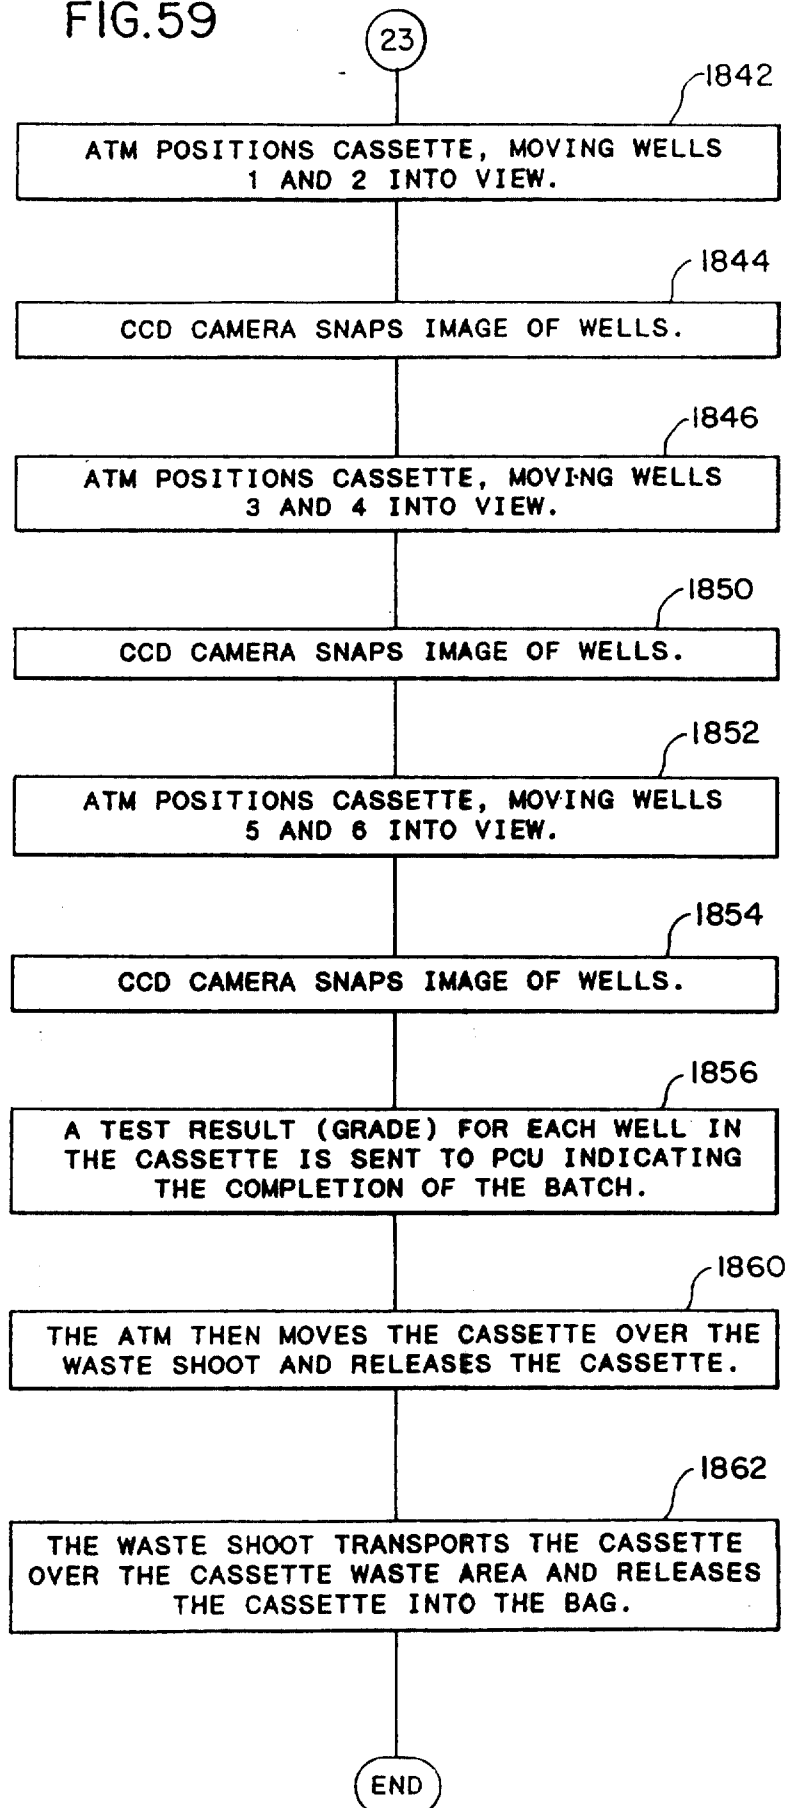 FIG.59
23
1842
ATM POSITIONS CASSETTE, MOVING WELLS
1 AND 2 INTO VIEW.
1844
CCD CAMERA SNAPS IMAGE OF WELLS.
1846
ATM POSITIONS CASSETTE, MOVING WELLS
3 AND 4 INTO VIEW.
1850
CCD CAMERA SNAPS IMAGE OF WELLS.
1852
ATM POSITIONS CASSETTE, MOVING WELLS
5 AND 6 INTO VIEW.
1854
CCD CAMERA SNAPS IMAGE OF WELLS.
1856
A TEST RESULT (GRADE) FOR EACH WELL IN
THE CASSETTE IS SENT TO PCU INDICATING
THE COMPLETION OF THE BATCH.
1860
THE ATM THEN MOVES THE CASSETTE OVER THE
WASTE SHOOT AND RELEASES THE CASSETTE.
1862
THE WASTE SHOOT TRANSPORTS THE CASSETTE
OVER THE CASSETTE WASTE AREA AND RELEASES
THE CASSETTE INTO THE BAG.
END